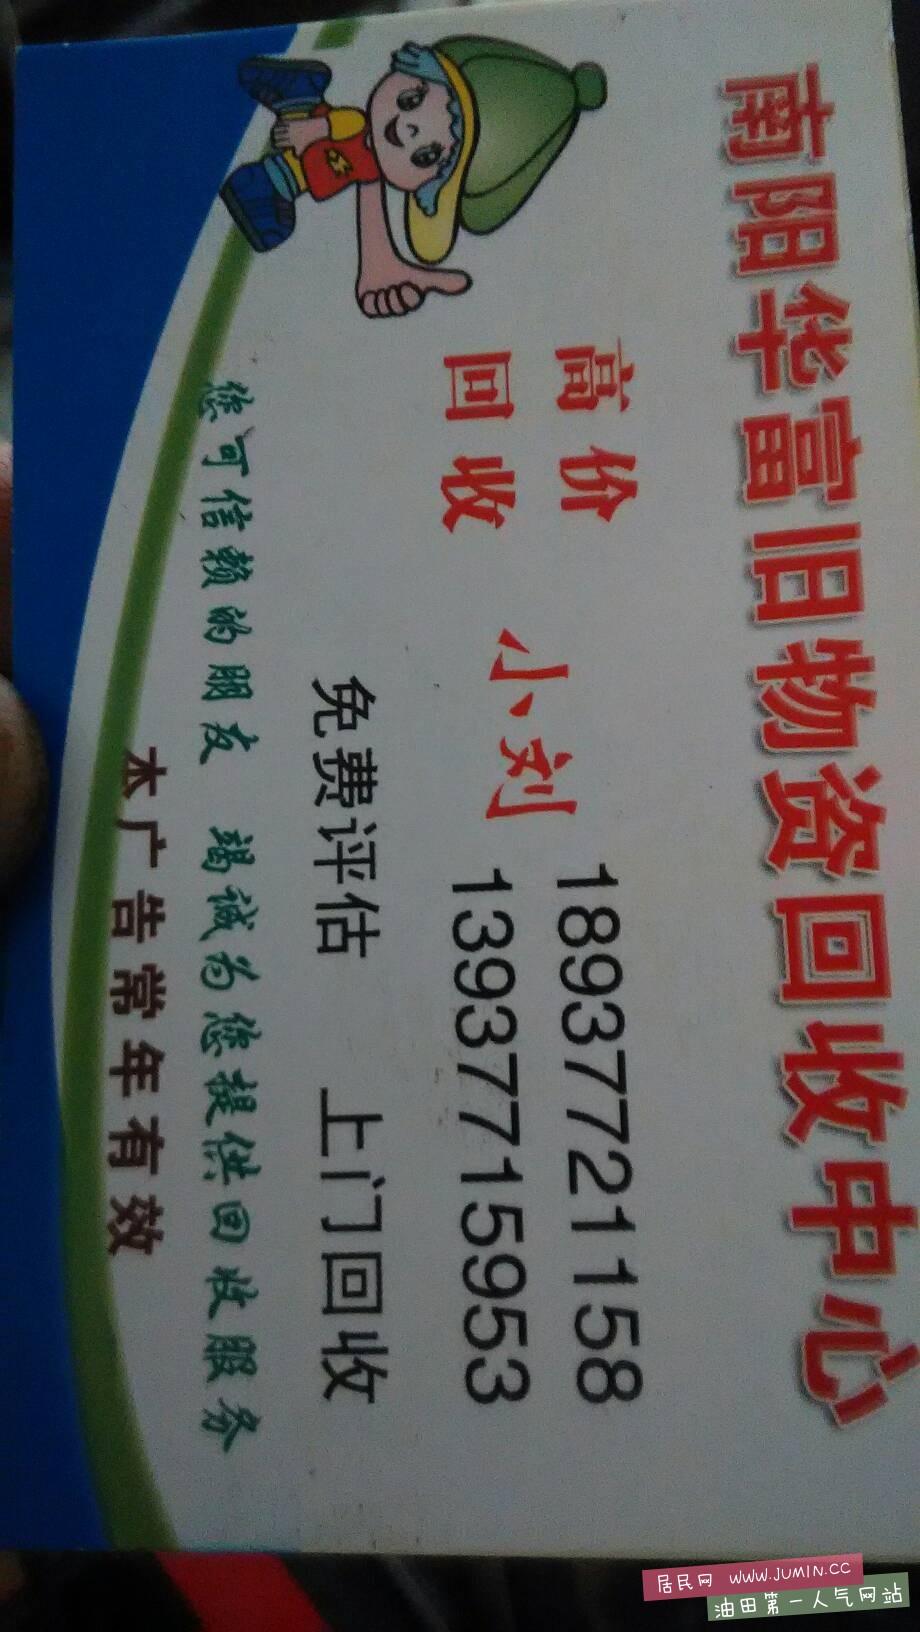 南阳华富旧物资回收中心
高价
回收
小刘
18937721158
13937715953
免费评估 上门回收
您可信赖的朋友 竭诚为您提供回收服务
本广告常年有效
居民网 WWW.JUMIN.CC
油田第一人气网站